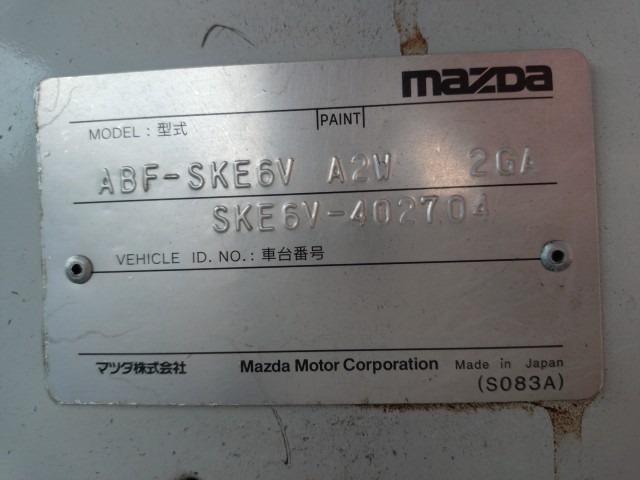 mazda
MODEL：型式 PAINT
ABF-SKE6V A2W 2GA
SKE6V-402704
VEHICLE ID. NO.：車台番号
マツダ株式会社 Mazda Motor Corporation Made in Japan
(S083A)